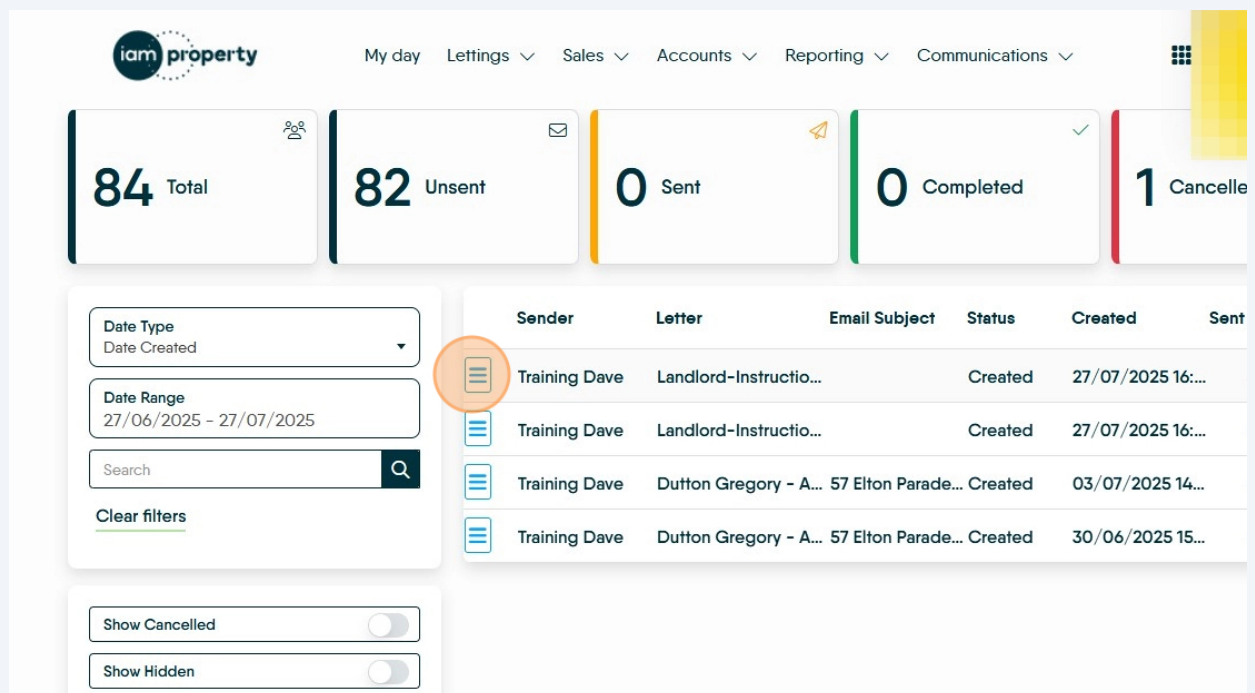 iam property
My day Lettings Sales Accounts Reporting Communications
84 Total
82 Unsent
0 Sent
0 Completed
1 Cancelle
Date Type
Date Created
Date Range
27/06/2025 - 27/07/2025
Search
Clear filters
Show Cancelled
Show Hidden
Sender Letter Email Subject Status Created Sent
Training Dave Landlord-Instructio... Created 27/07/2025 16:...
Training Dave Landlord-Instructio... Created 27/07/2025 16:...
Training Dave Dutton Gregory - A... 57 Elton Parade... Created 03/07/2025 14...
Training Dave Dutton Gregory - A... 57 Elton Parade... Created 30/06/2025 15...